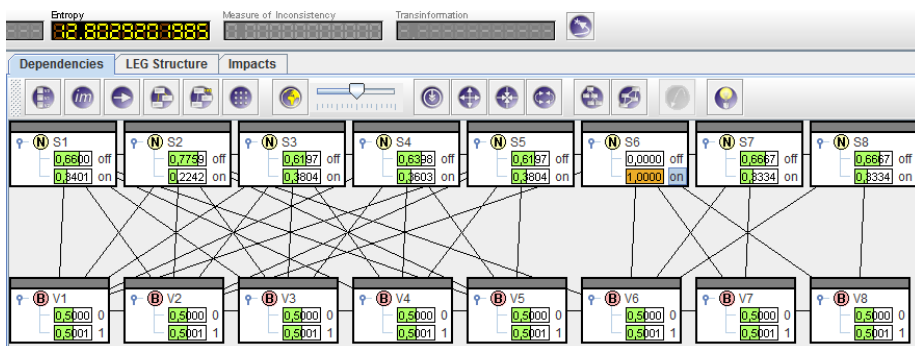 Entropy Measure of Inconsistency Transinformation
12.8023201985 0.0000000000
Dependencies LEG Structure Impacts
im
N S1 N S2 N S3 N S4 N S5 N S6 N S7 N S8
0,6600 off 0,7759 off 0,6197 off 0,6398 off 0,6197 off 0,0000 off 0,6667 off 0,6667 off
0,3401 on 0,2242 on 0,3804 on 0,3603 on 0,3804 on 1,0000 on 0,3334 on 0,3334 on
B V1 B V2 B V3 B V4 B V5 B V6 B V7 B V8
0,5000 0 0,5000 0 0,5000 0 0,5000 0 0,5000 0 0,5000 0 0,5000 0 0,5000 0
0,5001 1 0,5001 1 0,5001 1 0,5001 1 0,5001 1 0,5001 1 0,5001 1 0,5001 1